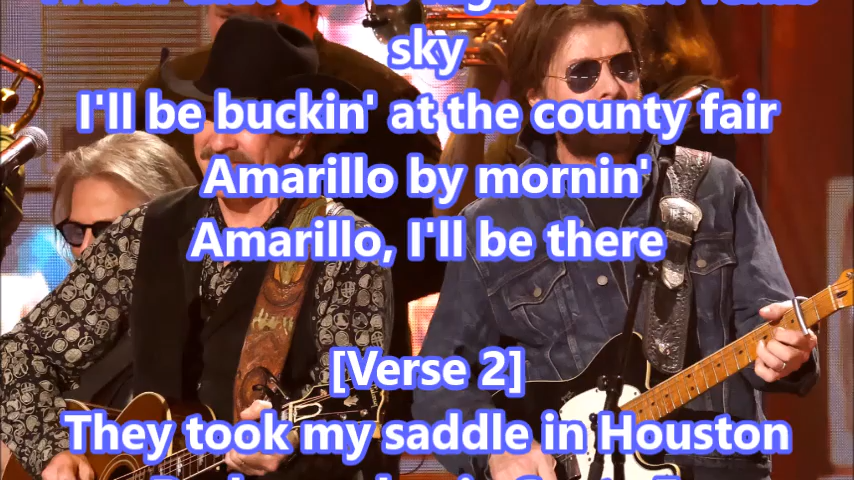 sky
I'll be buckin' at the county fair
Amarillo by mornin'
Amarillo, I'll be there
[Verse 2]
They took my saddle in Houston